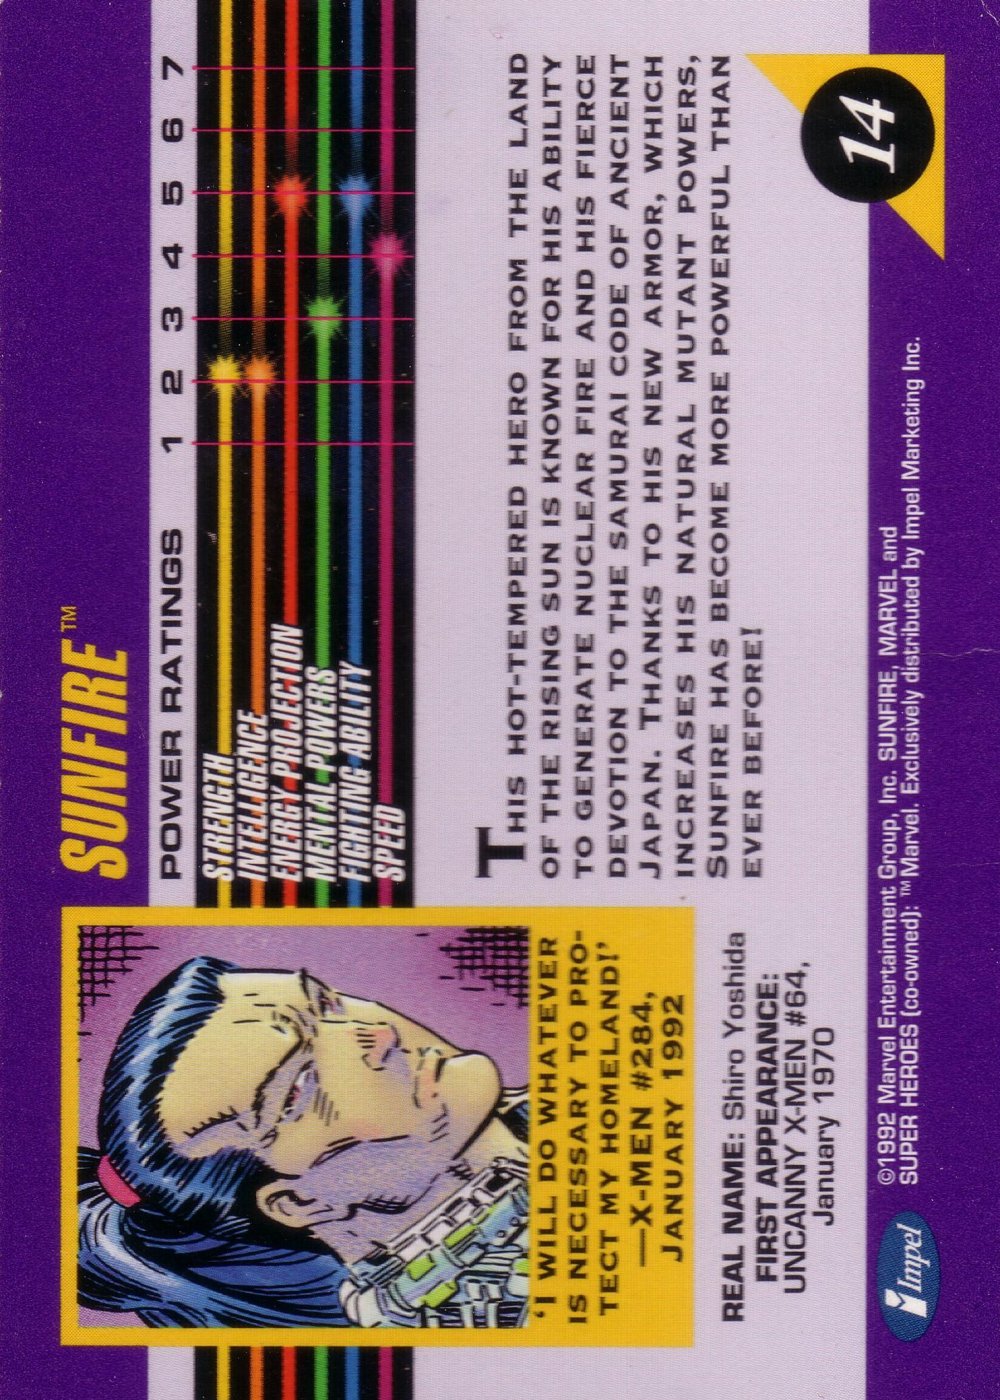 SUNFIRE™
POWER RATINGS 1 2 3 4 5 6 7
STRENGTH
INTELLIGENCE
ENERGY PROJECTION
MENTAL POWERS
FIGHTING ABILITY
SPEED
'I WILL DO WHATEVER
IS NECESSARY TO PRO-
TECT MY HOMELAND!'
—X-MEN #284,
JANUARY 1992
REAL NAME: Shiro Yoshida
FIRST APPEARANCE:
UNCANNY X-MEN #64,
January 1970
THIS HOT-TEMPERED HERO FROM THE LAND
OF THE RISING SUN IS KNOWN FOR HIS ABILITY
TO GENERATE NUCLEAR FIRE AND HIS FIERCE
DEVOTION TO THE SAMURAI CODE OF ANCIENT
JAPAN. THANKS TO HIS NEW ARMOR, WHICH
INCREASES HIS NATURAL MUTANT POWERS,
SUNFIRE HAS BECOME MORE POWERFUL THAN
EVER BEFORE!
14
Impel
©1992 Marvel Entertainment Group, Inc. SUNFIRE, MARVEL and
SUPER HEROES (co-owned): ™Marvel. Exclusively distributed by Impel Marketing Inc.